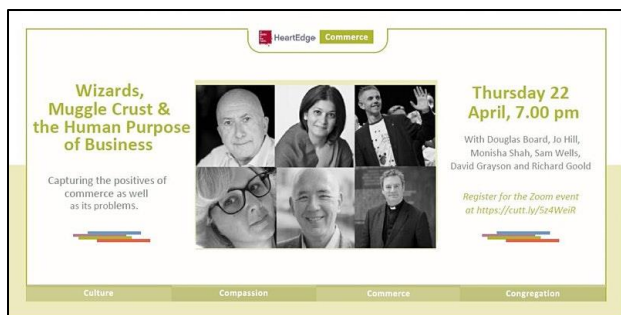 HeartEdge Commerce
Wizards,
Muggle Crust &
the Human Purpose
of Business
Capturing the positives of
commerce as well
as its problems.
Thursday 22
April, 7.00 pm
With Douglas Board, Jo Hill,
Monisha Shah, Sam Wells,
David Grayson and Richard Goold
Register for the Zoom event
at https://cutt.ly/5z4WeiR
Culture Compassion Commerce Congregation